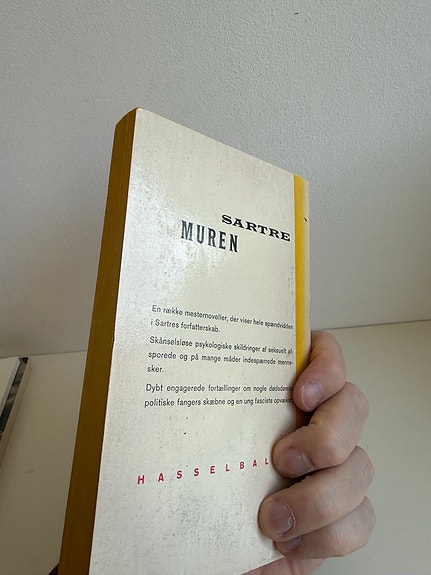 SARTRE
MUREN
En række mesternoveller, der viser hele spændvidden
i Sartres forfatterskab.
Skånselsløse psykologiske skildringer af seksuelt af-
sporede og på mange måder indespærrede menne-
sker.
Dybt engagerede fortællinger om nogle dødsdømte
politiske fangers skæbne og en ung fascists opvækst.
HASSELBAL